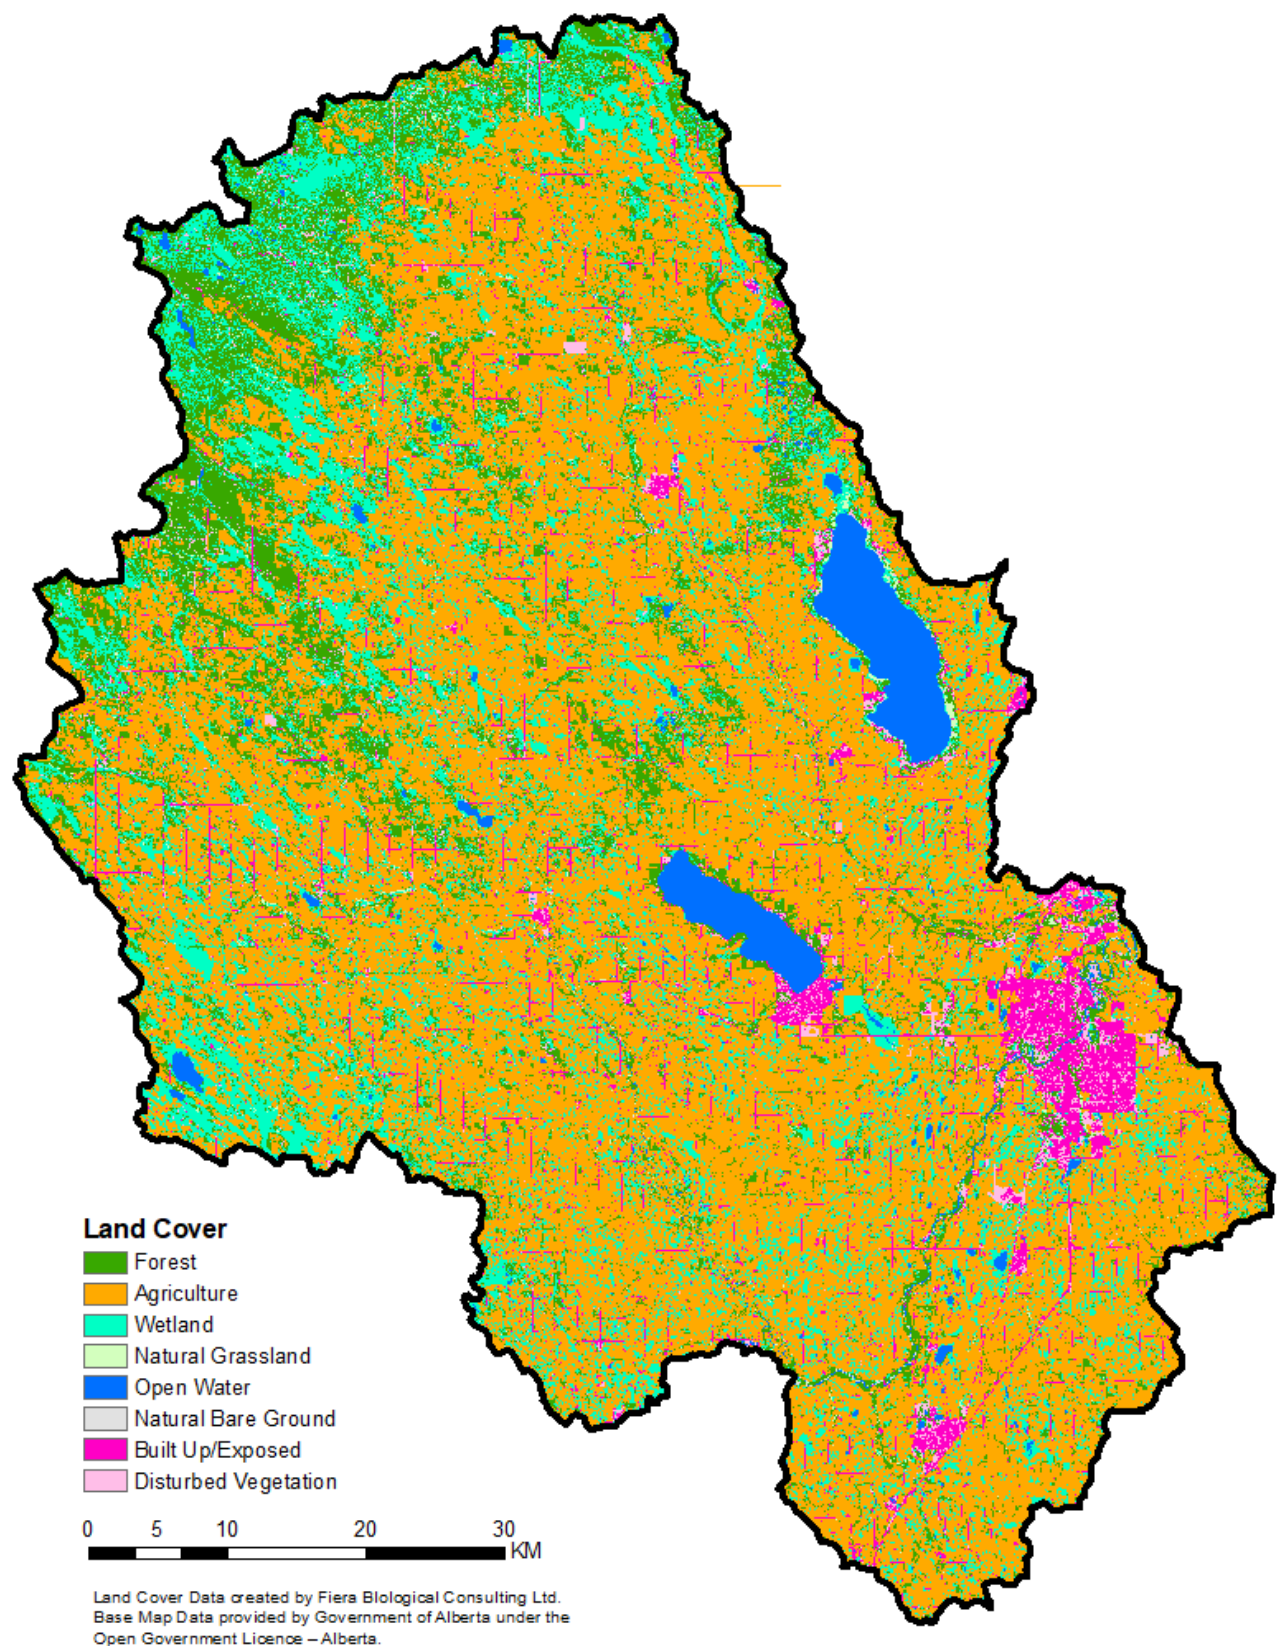 Land Cover
Forest
Agriculture
Wetland
Natural Grassland
Open Water
Natural Bare Ground
Built Up/Exposed
Disturbed Vegetation
0 5 10 20 30
KM
Land Cover Data created by Fiera BIological Consulting Ltd.
Base Map Data provided by Government of Alberta under the
Open Government Licence – Alberta.